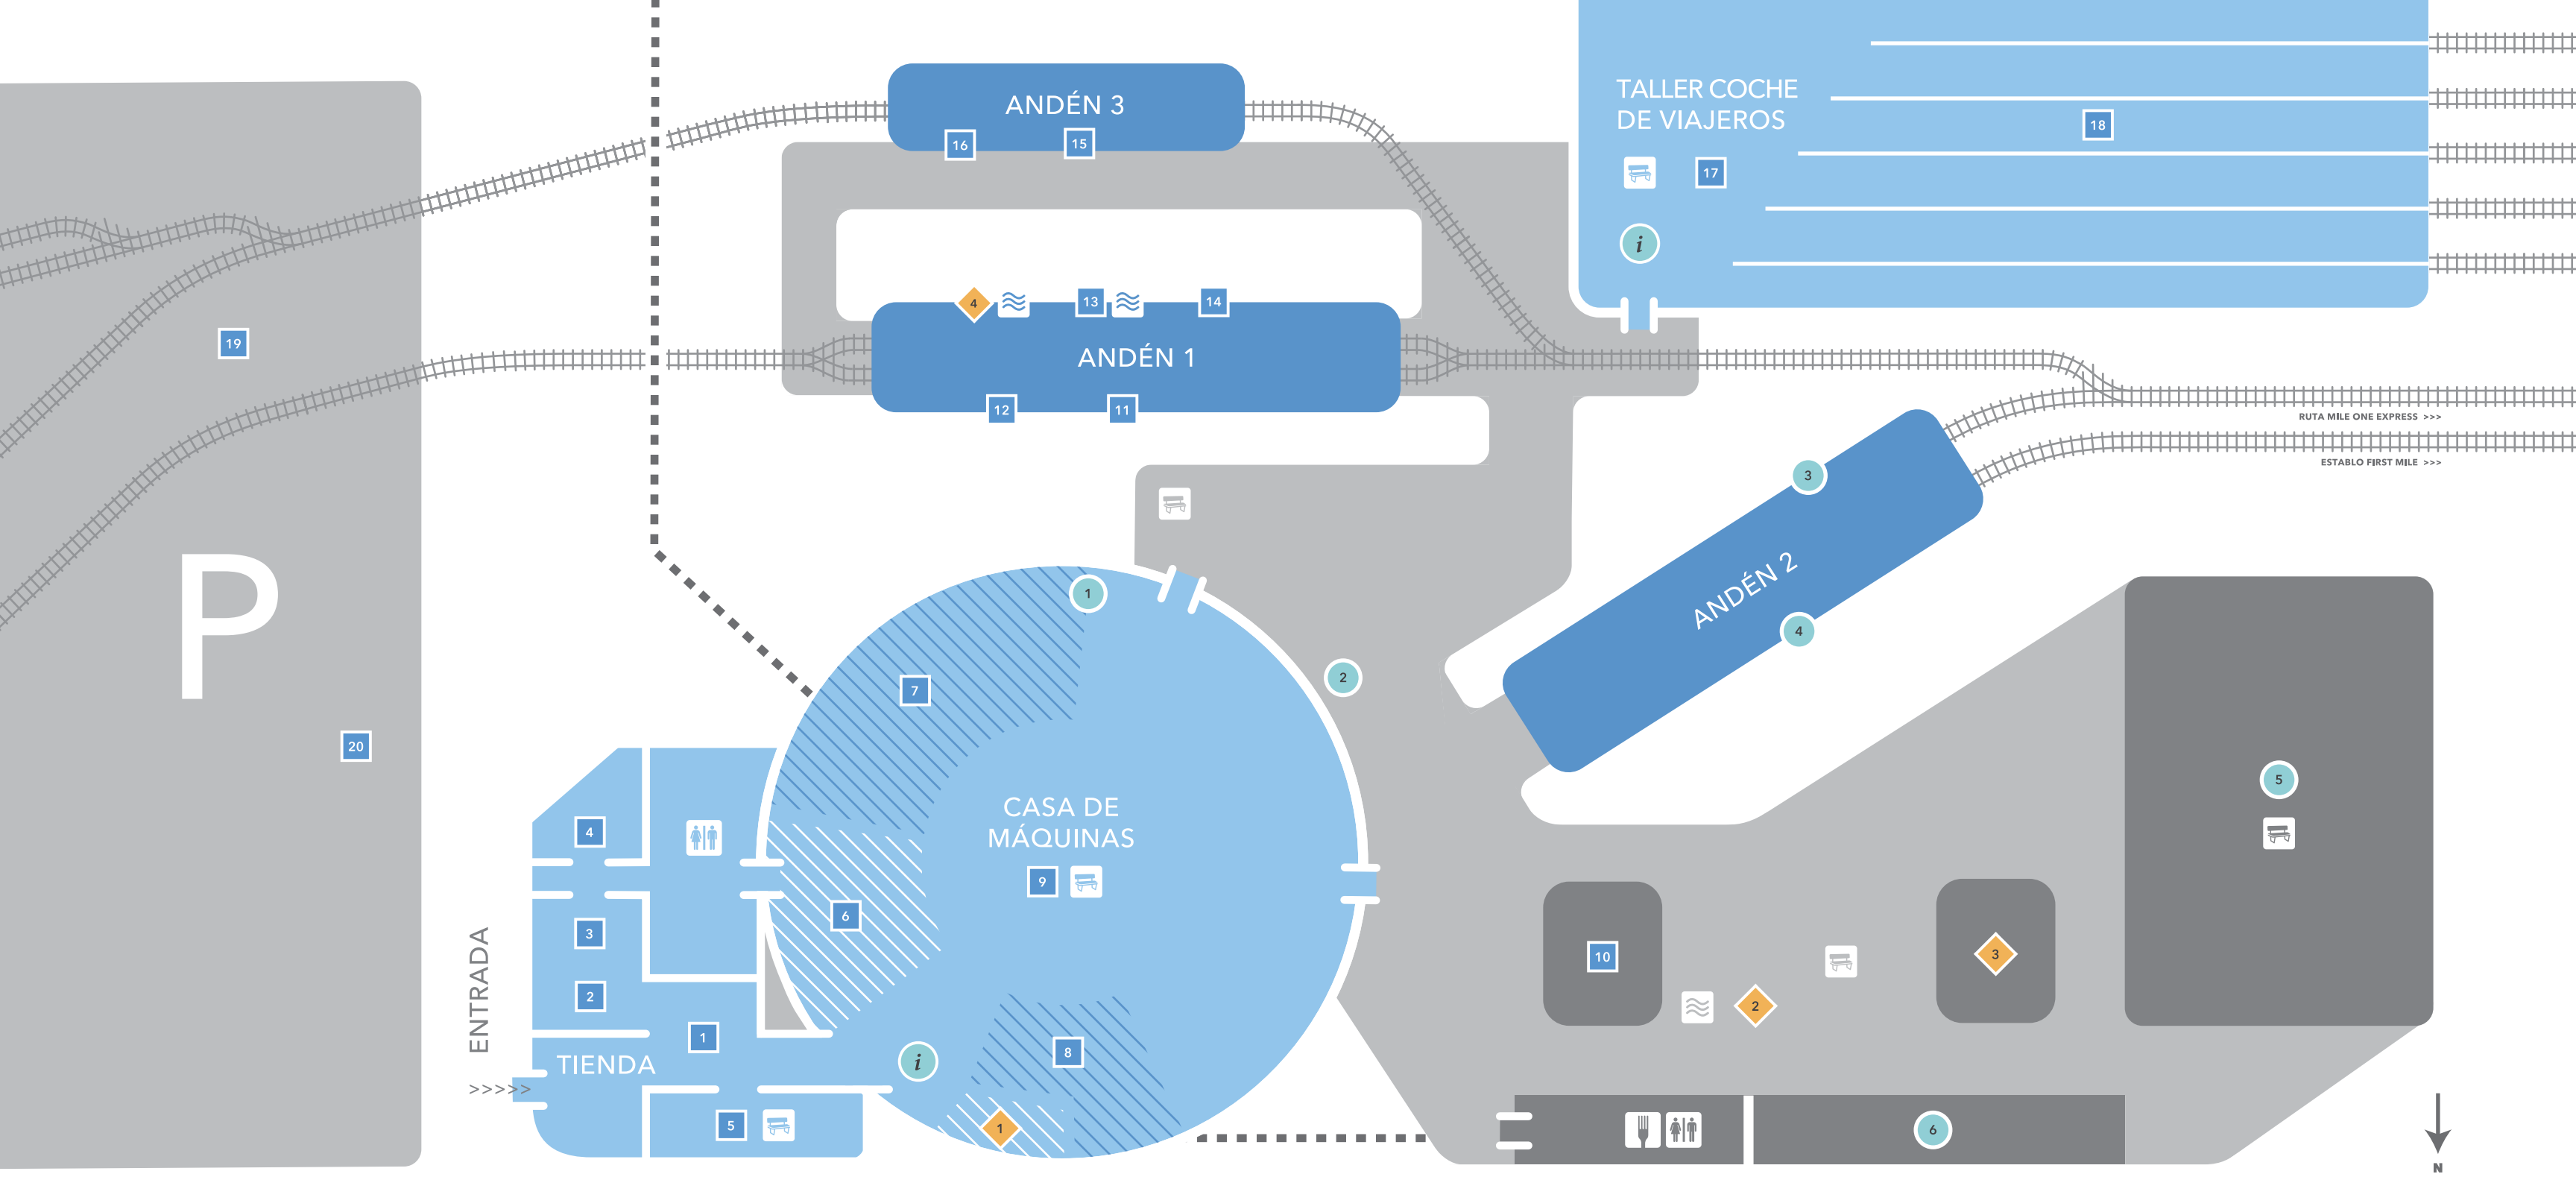 ANDÉN 3
16
15
TALLER COCHE
DE VIAJEROS
18
17
i
4
13
14
ANDÉN 1
12
11
19
RUTA MILE ONE EXPRESS >>>
ESTABLO FIRST MILE >>>
3
ANDÉN 2
4
P
1
2
7
20
5
CASA DE
MÁQUINAS
9
4
6
3
2
10
3
2
ENTRADA
1
TIENDA
i
8
>>>>>
5
1
6
N